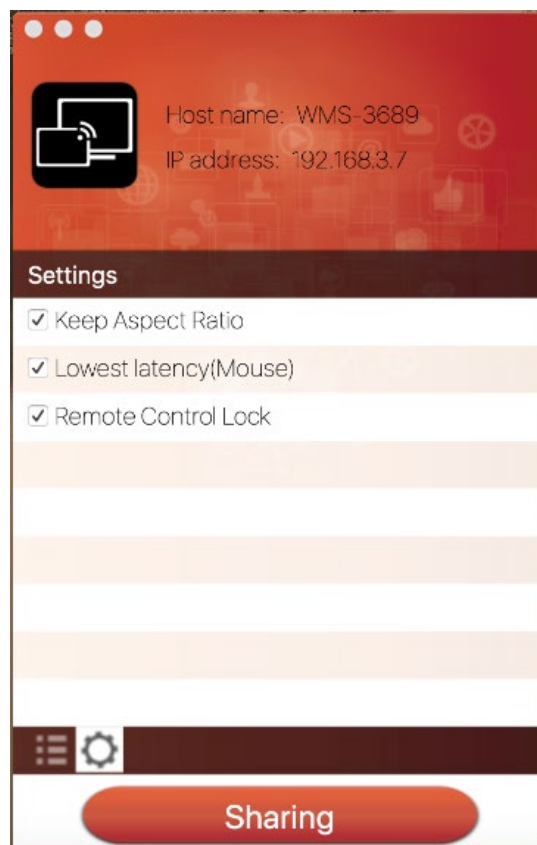 Host name: WMS-3689
IP address: 192.168.3.7
Settings
Keep Aspect Ratio
Lowest latency(Mouse)
Remote Control Lock
Sharing